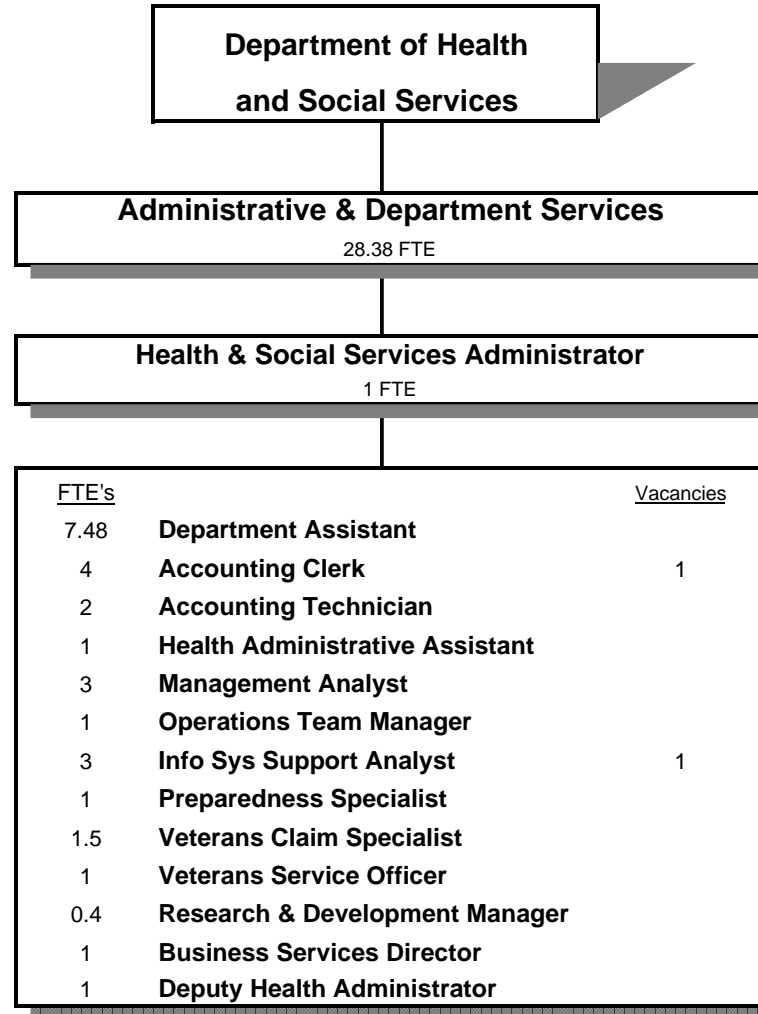 Department of Health
and Social Services
Administrative & Department Services
28.38 FTE
Health & Social Services Administrator
1 FTE
FTE's Vacancies
7.48 Department Assistant
4 Accounting Clerk 1
2 Accounting Technician
1 Health Administrative Assistant
3 Management Analyst
1 Operations Team Manager
3 Info Sys Support Analyst 1
1 Preparedness Specialist
1.5 Veterans Claim Specialist
1 Veterans Service Officer
0.4 Research & Development Manager
1 Business Services Director
1 Deputy Health Administrator